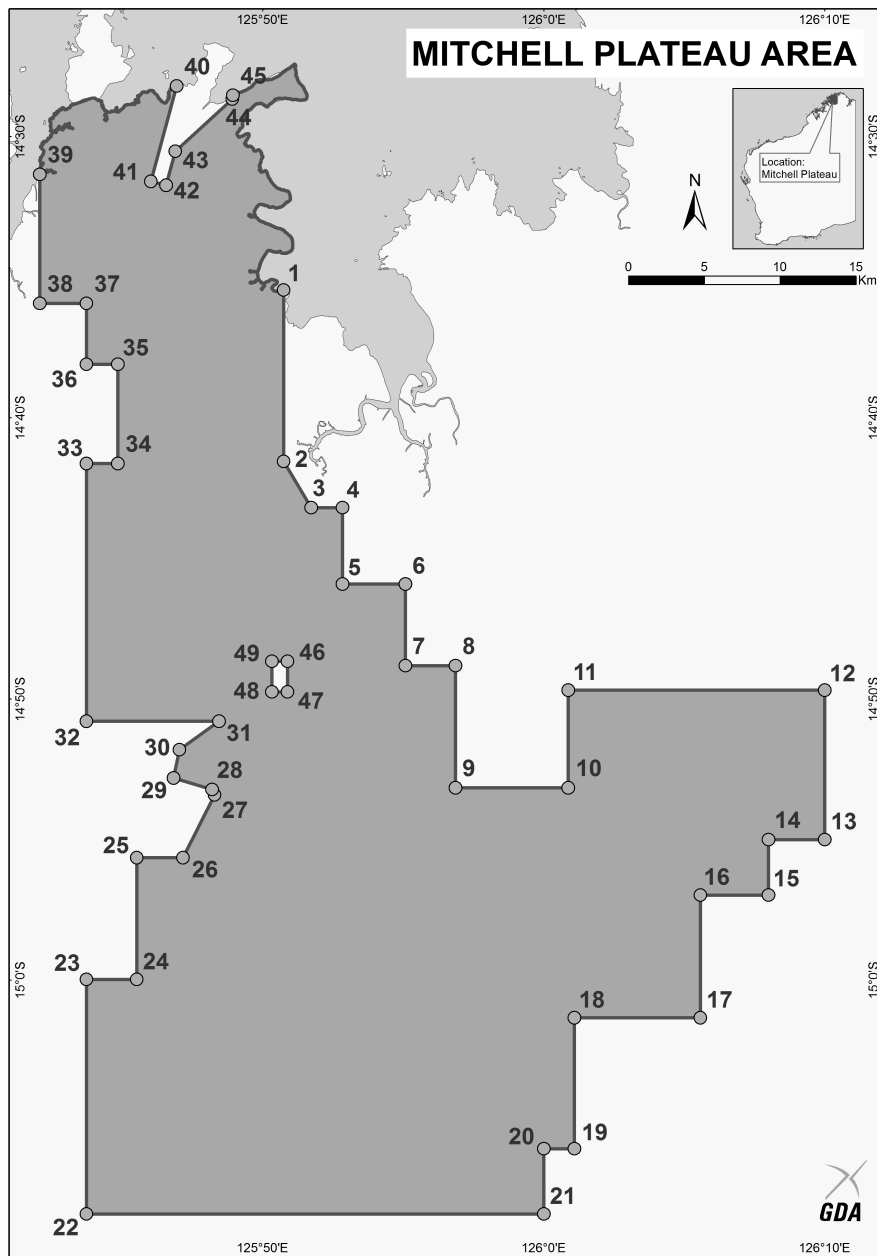 125°50'E
126°0'E
126°10'E
MITCHELL PLATEAU AREA
40
45
44
14°30'S
14°30'S
39
41
43
42
Location:
Mitchell Plateau
N
0
5
10
15
Km
38
37
1
36
35
14°40'S
14°40'S
33
34
2
3
4
5
6
49
46
7
8
48
47
11
12
14°50'S
14°50'S
32
31
30
29
28
27
9
10
25
26
14
13
16
15
23
24
15°0'S
15°0'S
18
17
20
19
22
21
GDA
125°50'E
126°0'E
126°10'E